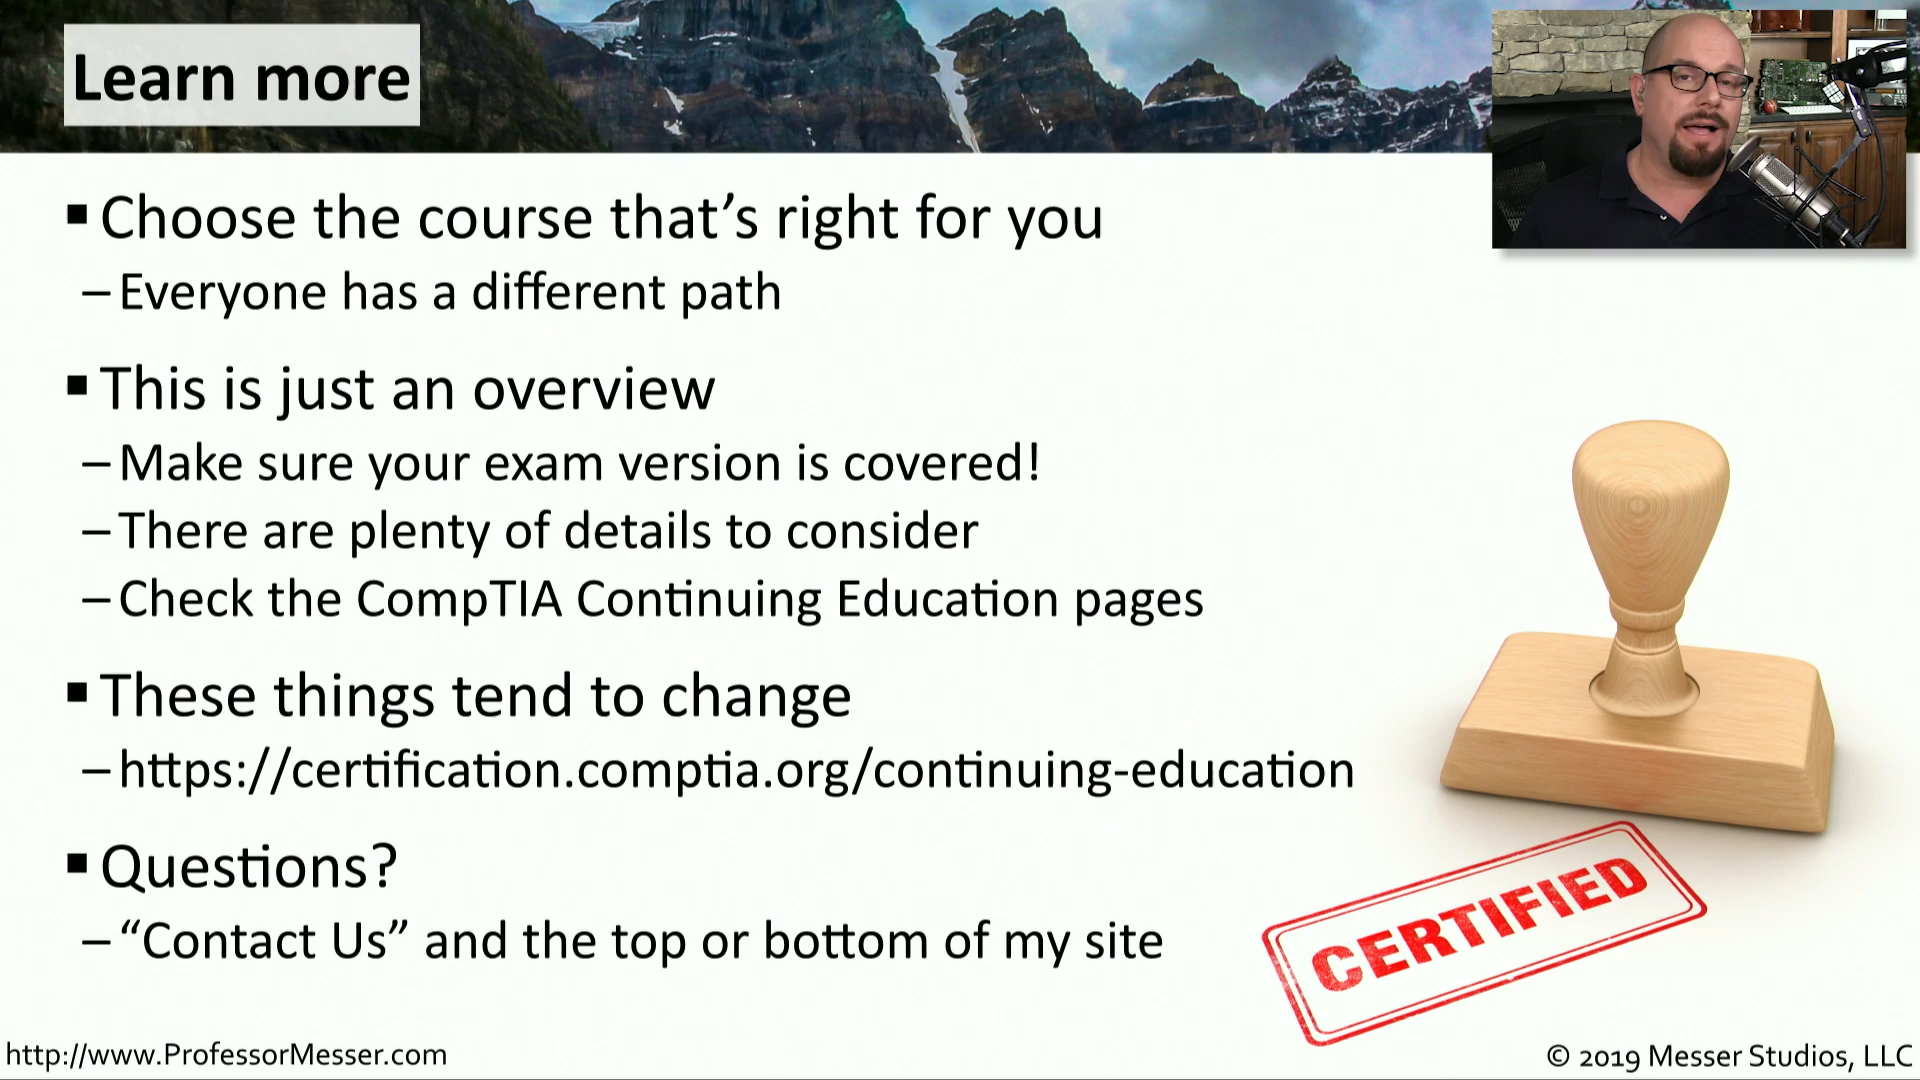 Learn more
▪ Choose the course that’s right for you
– Everyone has a different path
▪ This is just an overview
– Make sure your exam version is covered!
– There are plenty of details to consider
– Check the CompTIA Continuing Education pages
▪ These things tend to change
– https://certification.comptia.org/continuing-education
▪ Questions?
– “Contact Us” and the top or bottom of my site
CERTIFIED
http://www.ProfessorMesser.com
© 2019 Messer Studios, LLC